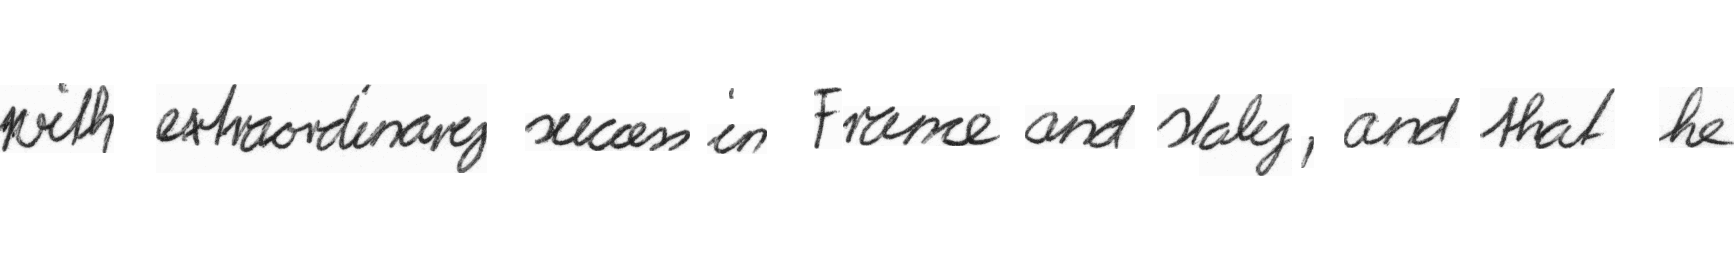 with extraordinary success in France and Italy, and that he